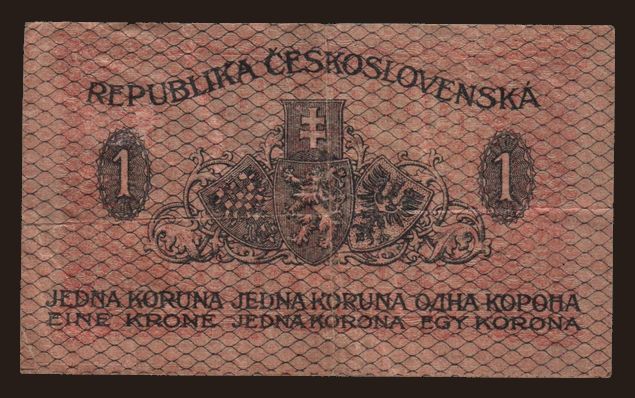 REPUBLIKA ČESKOSLOVENSKÁ
1 1
JEDNA KORUNA JEDNA KORUNA ОДНА КОРОНА
EINE KRONE JEDNA KORONA EGY KORONA